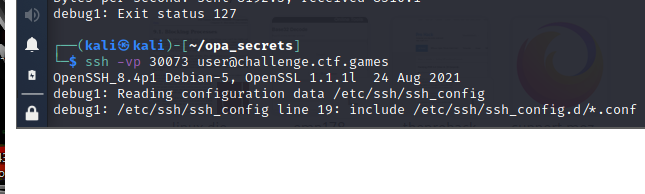 debug1: Exit status 127
┌──(kali㉿kali)-[~/opa_secrets]
└─$ ssh -vp 30073 user@challenge.ctf.games
OpenSSH_8.4p1 Debian-5, OpenSSL 1.1.1l  24 Aug 2021
debug1: Reading configuration data /etc/ssh/ssh_config
debug1: /etc/ssh/ssh_config line 19: include /etc/ssh/ssh_config.d/*.conf